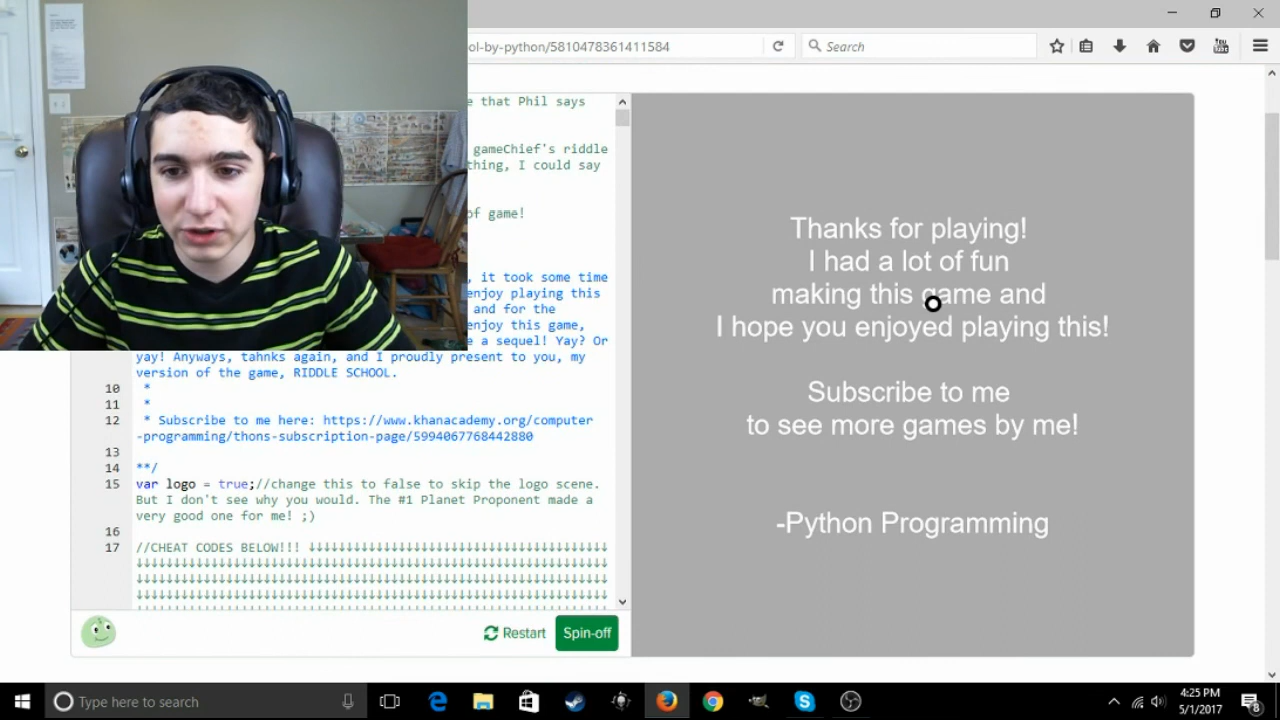 ol-by-python/5810478361411584
Search
e that Phil says
gameChief's riddle
thing, I could say
of game!
, it took some time
enjoy playing this
and for the
enjoy this game,
e a sequel! Yay? Or
yay! Anyways, tahnks again, and I proudly present to you, my
version of the game, RIDDLE SCHOOL.
10 *
11 *
12 * Subscribe to me here: https://www.khanacademy.org/computer
-programming/thons-subscription-page/5994067768442880
13
14 **/
15 var logo = true;//change this to false to skip the logo scene.
But I don't see why you would. The #1 Planet Proponent made a
very good one for me! ;)
16
17 //CHEAT CODES BELOW!!! ↓↓↓↓↓↓↓↓↓↓↓↓↓↓↓↓↓↓↓↓↓↓↓↓↓↓↓↓↓↓↓↓↓↓↓↓↓↓↓
Restart
Spin-off
Thanks for playing!
I had a lot of fun
making this game and
I hope you enjoyed playing this!
Subscribe to me
to see more games by me!
-Python Programming
Type here to search
4:25 PM
5/1/2017
8